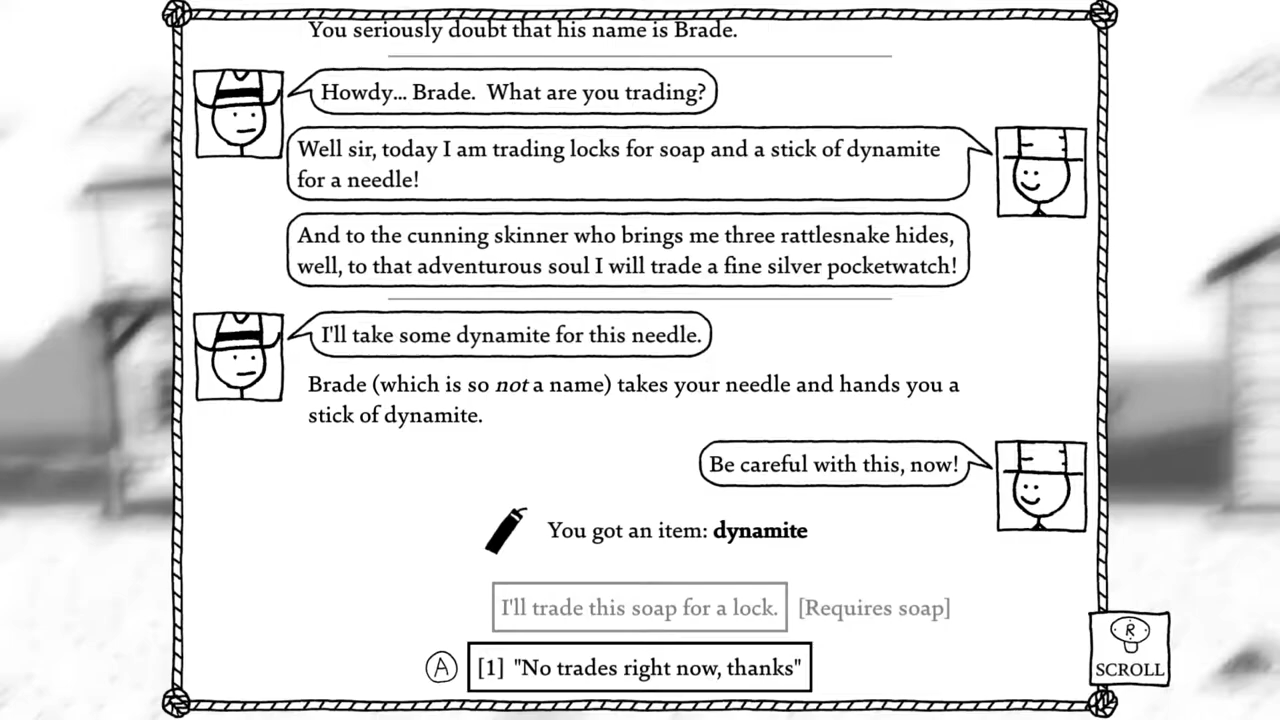 You seriously doubt that his name is Brade.
Howdy... Brade.  What are you trading?
Well sir, today I am trading locks for soap and a stick of dynamite
for a needle!
And to the cunning skinner who brings me three rattlesnake hides,
well, to that adventurous soul I will trade a fine silver pocketwatch!
I'll take some dynamite for this needle.
Brade (which is so not a name) takes your needle and hands you a
stick of dynamite.
Be careful with this, now!
You got an item: dynamite
I'll trade this soap for a lock. [Requires soap]
A [1] "No trades right now, thanks"
R
SCROLL